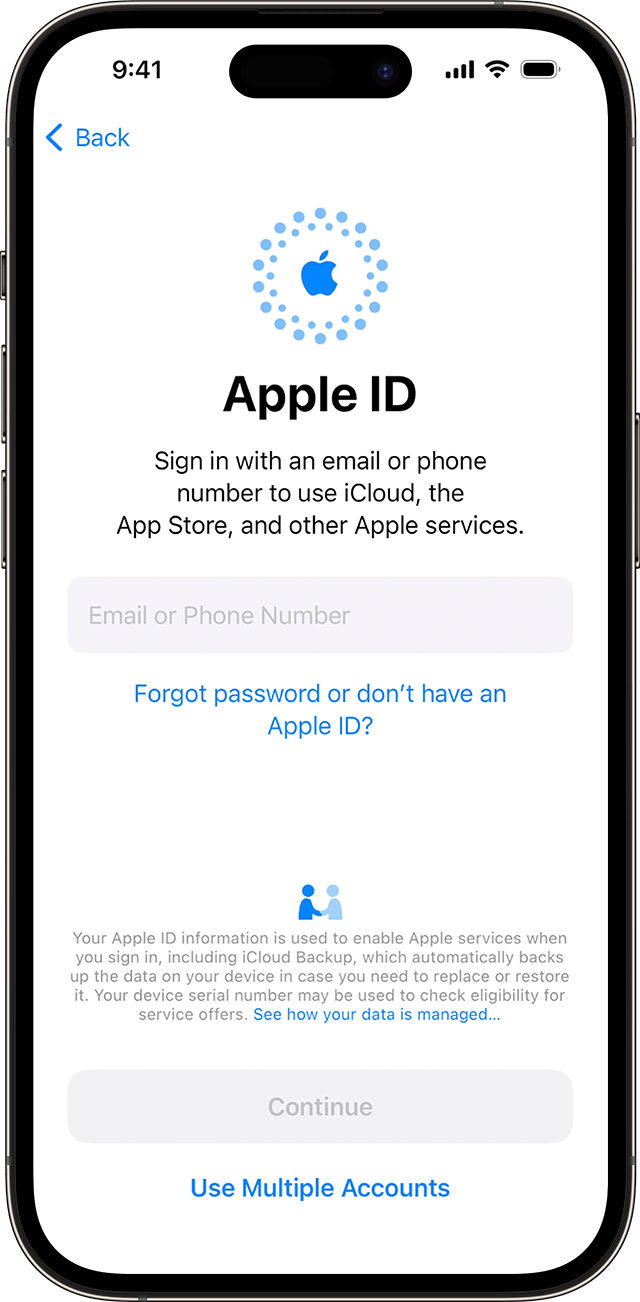 9:41
Back
Apple ID
Sign in with an email or phone
number to use iCloud, the
App Store, and other Apple services.
Email or Phone Number
Forgot password or don’t have an
Apple ID?
Your Apple ID information is used to enable Apple services when
you sign in, including iCloud Backup, which automatically backs
up the data on your device in case you need to replace or restore
it. Your device serial number may be used to check eligibility for
service offers. See how your data is managed...
Continue
Use Multiple Accounts